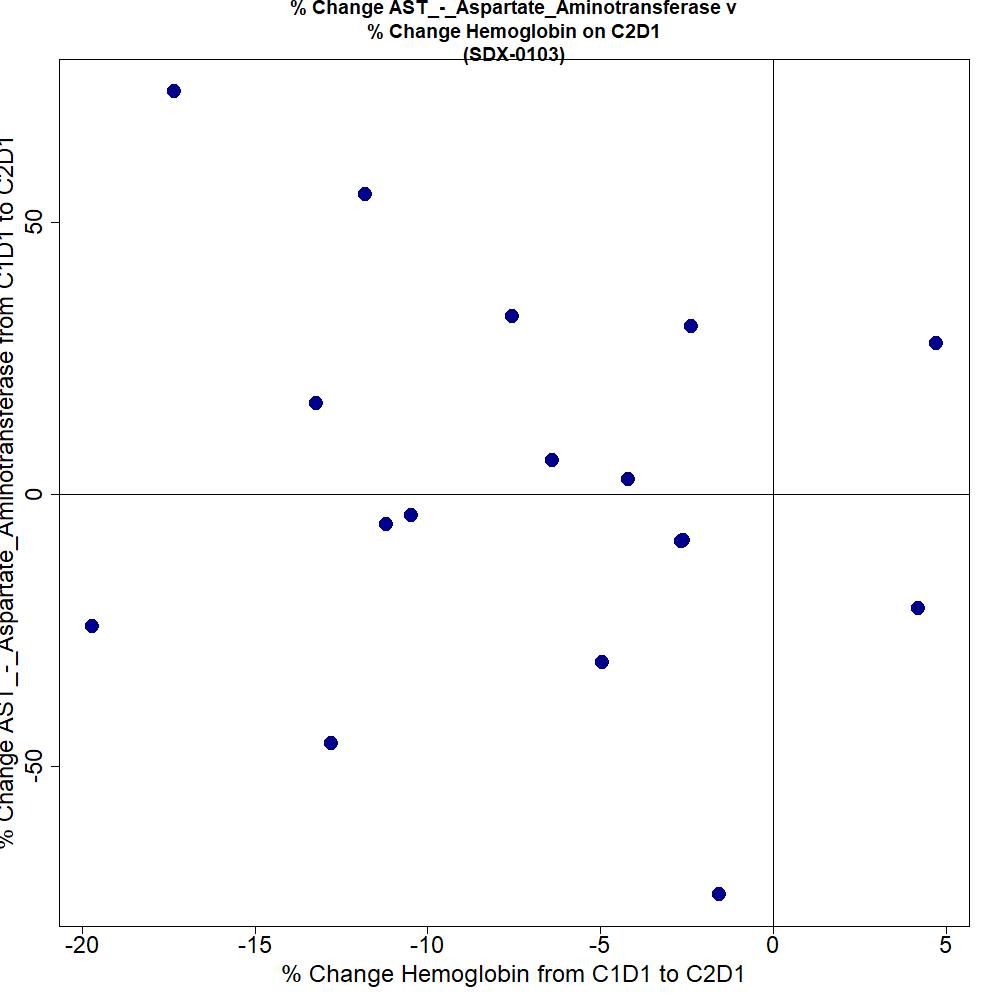 % Change AST_-_Aspartate_Aminotransferase v
% Change Hemoglobin on C2D1
(SDX-0103)
% Change AST_-_Aspartate_Aminotransferase from C1D1 to C2D1
50
0
-50
-20 -15 -10 -5 0 5
% Change Hemoglobin from C1D1 to C2D1